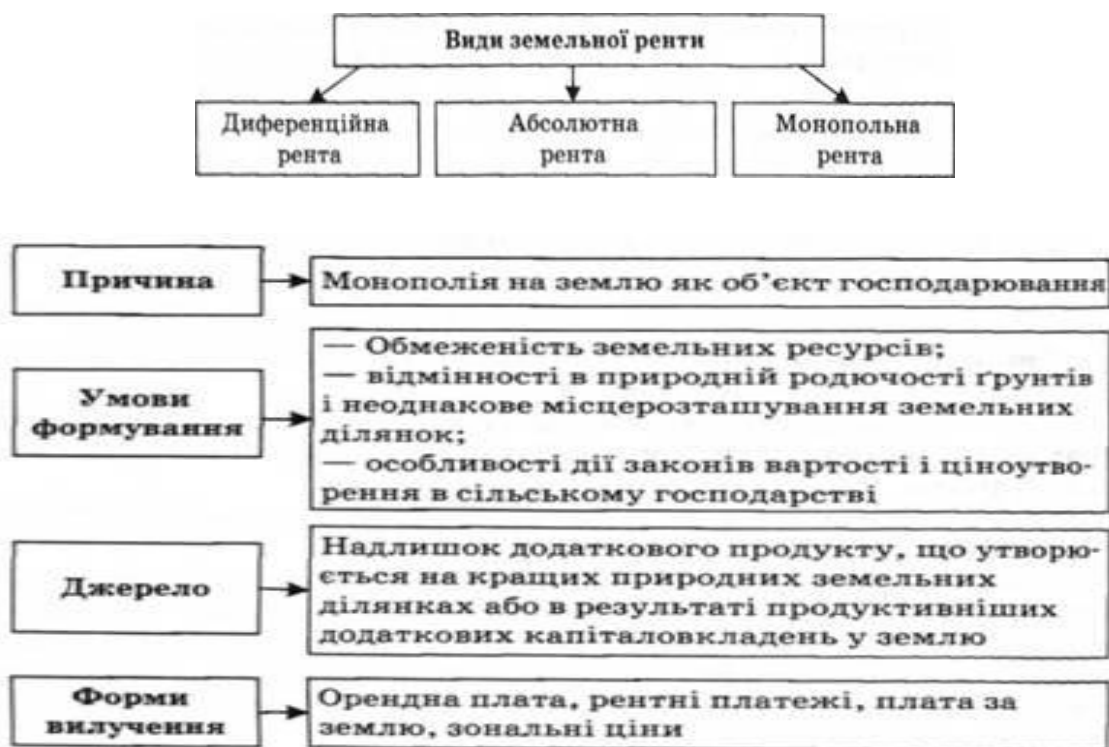 Види земельної ренти
Диференційна
рента
Абсолютна
рента
Монопольна
рента
Причина
Монополія на землю як об’єкт господарювання
Умови
формування
— Обмеженість земельних ресурсів;
— відмінності в природній родючості ґрунтів
і неоднакове місцерозташування земельних
ділянок;
— особливості дії законів вартості і ціноутво-
рення в сільському господарстві
Джерело
Надлишок додаткового продукту, що утворю-
ється на кращих природних земельних
ділянках або в результаті продуктивніших
додаткових капіталовкладень у землю
Форми
вилучення
Орендна плата, рентні платежі, плата за
землю, зональні ціни